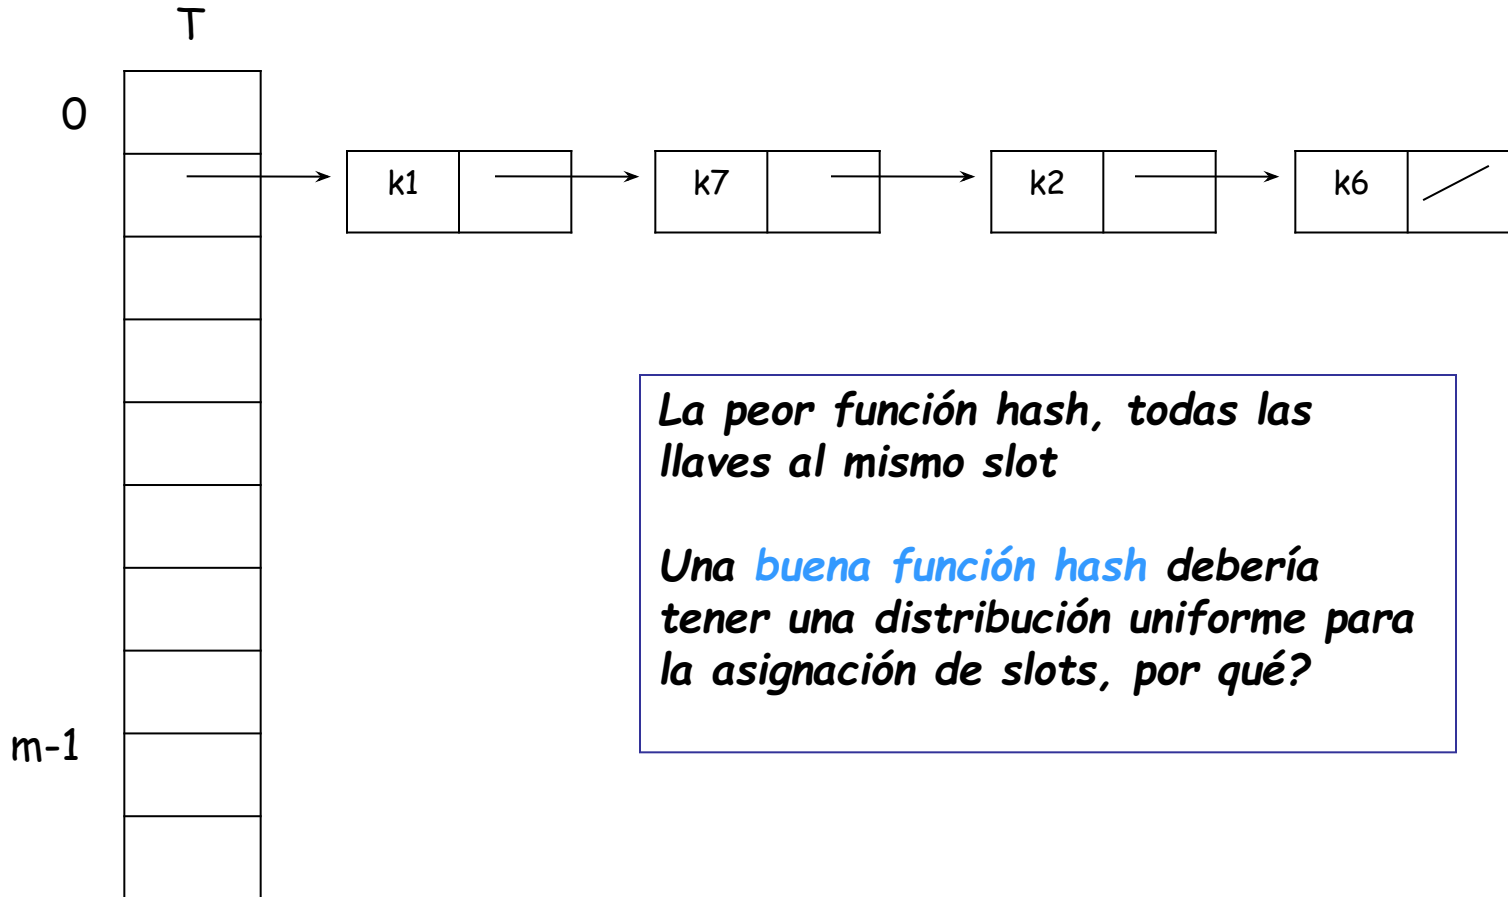 T
0
k1 k7 k2 k6
La peor función hash, todas las
llaves al mismo slot
Una buena función hash debería
tener una distribución uniforme para
la asignación de slots, por qué?
m-1